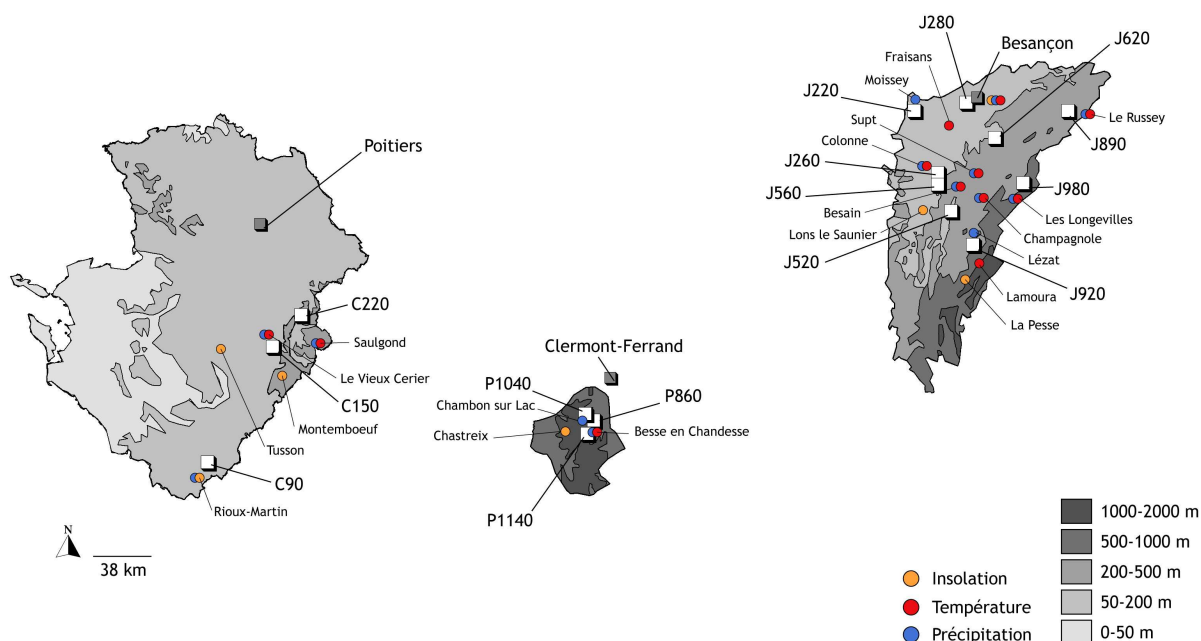 J280
Besançon
J620
Fraisans
Moissey
J220
Supt
Le Russey
Colonne
J890
J260
J560
J980
Besain
Les Longevilles
Lons le Saunier
Champagnole
J520
Lézat
Lamoura
J920
La Pesse
Poitiers
C220
Saulgond
Le Vieux Cerier
C150
Montemboeuf
Tusson
C90
Rioux-Martin
Clermont-Ferrand
P1040
P860
Chambon sur Lac
Chastreix
Besse en Chandesse
P1140
N
38 km
1000-2000 m
500-1000 m
200-500 m
50-200 m
0-50 m
Insolation
Température
Précipitation